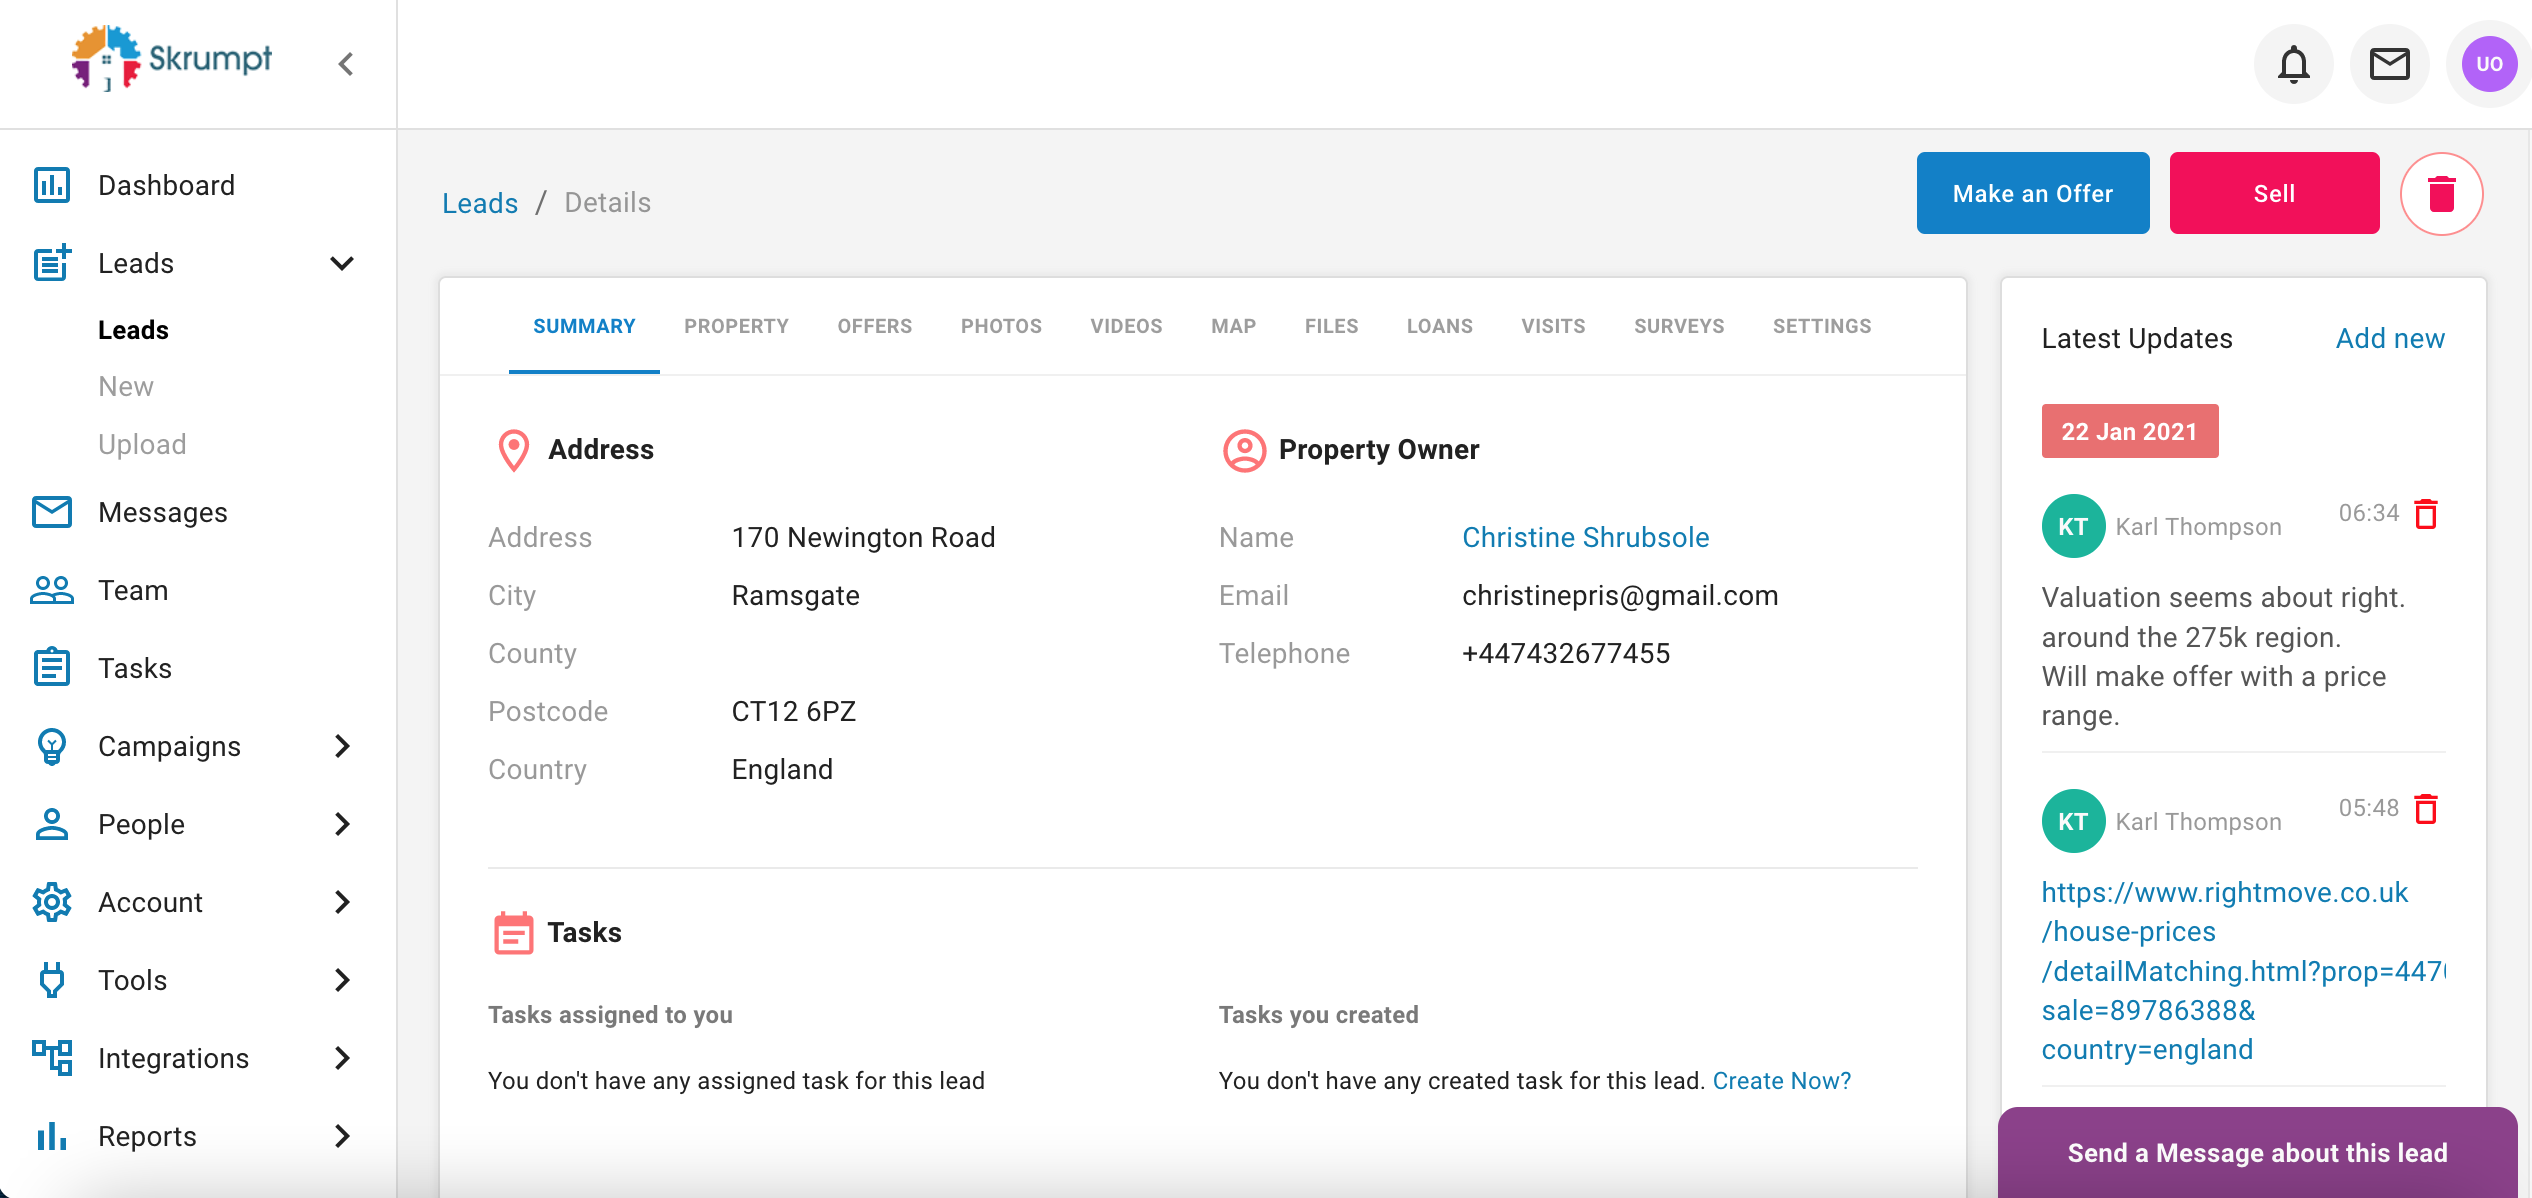 Skrumpt
UO
Dashboard
Leads
Leads
New
Upload
Messages
Team
Tasks
Campaigns
People
Account
Tools
Integrations
Reports
Leads / Details
Make an Offer
Sell
SUMMARY PROPERTY OFFERS PHOTOS VIDEOS MAP FILES LOANS VISITS SURVEYS SETTINGS
Address
Address 170 Newington Road
City Ramsgate
County
Postcode CT12 6PZ
Country England
Property Owner
Name Christine Shrubsole
Email christinepris@gmail.com
Telephone +447432677455
Tasks
Tasks assigned to you
You don't have any assigned task for this lead
Tasks you created
You don't have any created task for this lead. Create Now?
Latest Updates Add new
22 Jan 2021
KT Karl Thompson 06:34
Valuation seems about right.
around the 275k region.
Will make offer with a price
range.
KT Karl Thompson 05:48
https://www.rightmove.co.uk
/house-prices
/detailMatching.html?prop=447
sale=89786388&
country=england
Send a Message about this lead